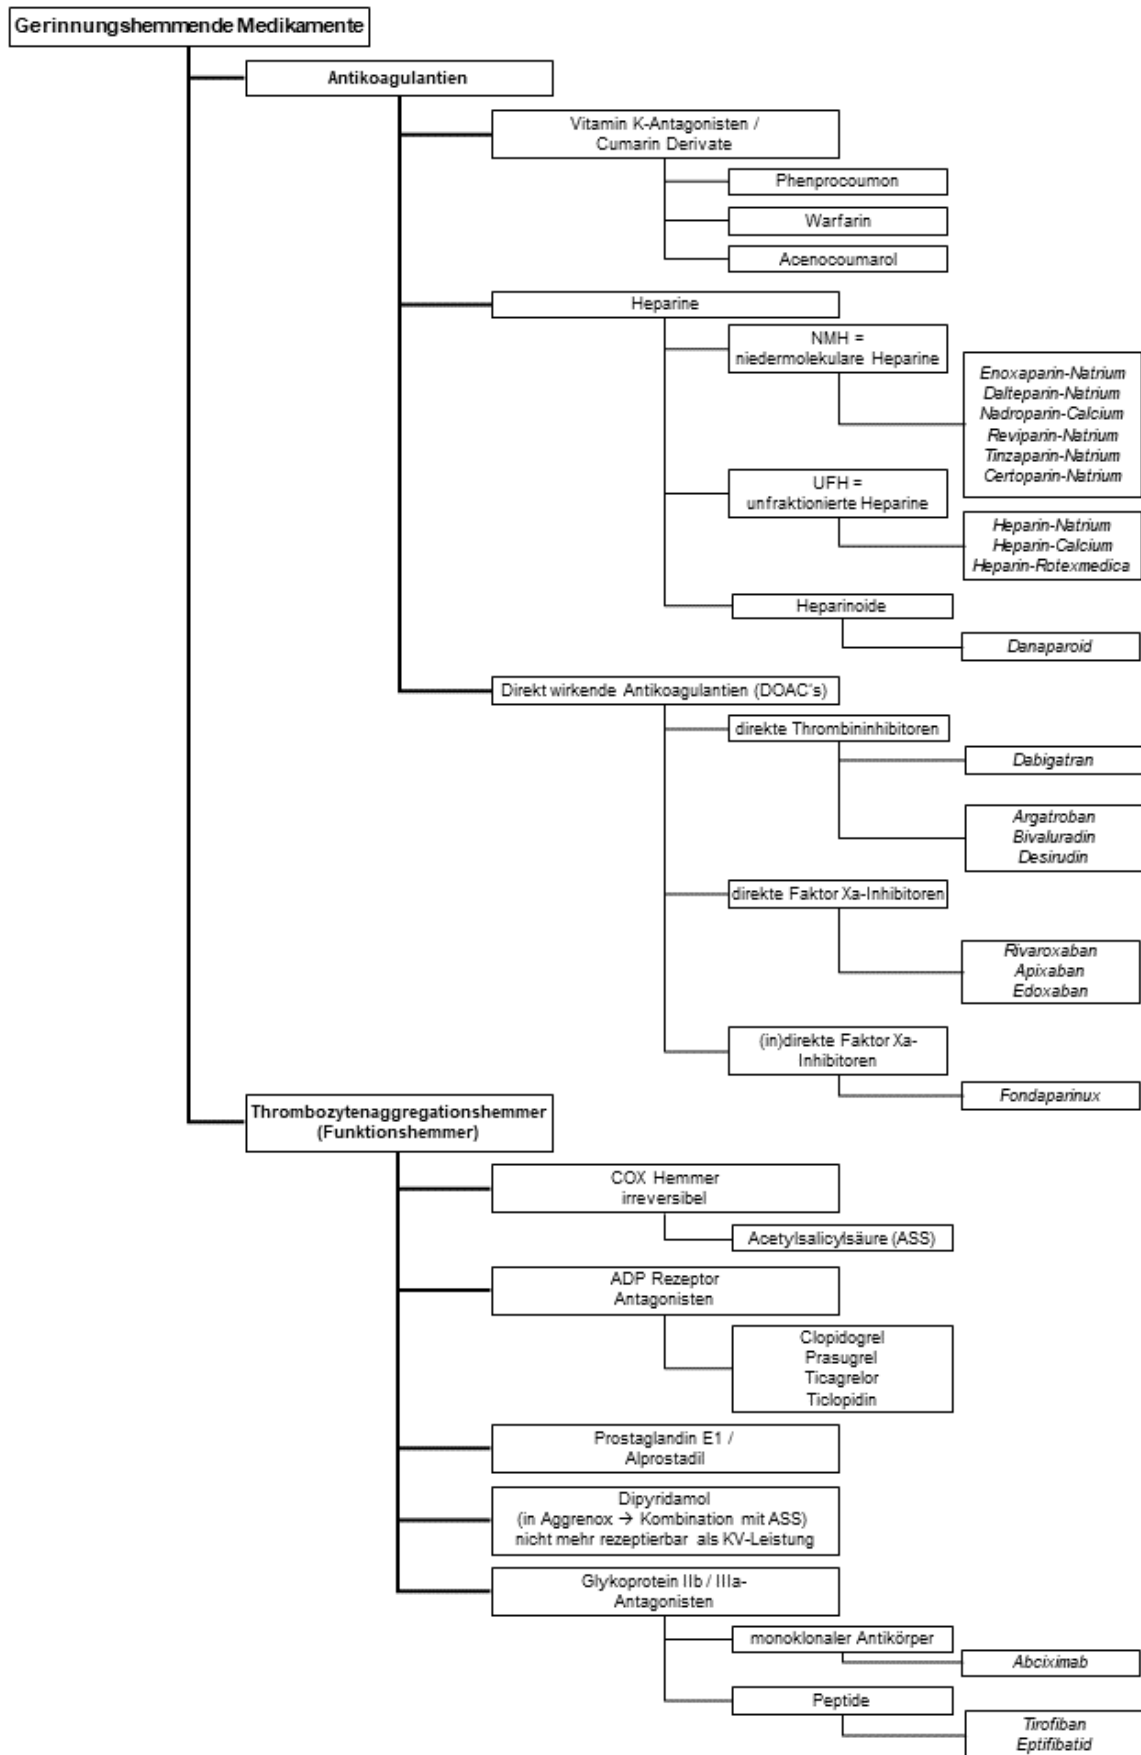 Gerinnungshemmende Medikamente
Antikoagulantien
Vitamin K-Antagonisten /
Cumarin Derivate
Phenprocoumon
Warfarin
Acenocoumarol
Heparine
NMH =
niedermolekulare Heparine
Enoxaparin-Natrium
Dalteparin-Natrium
Nadroparin-Calcium
Reviparin-Natrium
Tinzaparin-Natrium
Certoparin-Natrium
UFH =
unfraktionierte Heparine
Heparin-Natrium
Heparin-Calcium
Heparin-Rotexmedica
Heparinoide
Danaparoid
Direkt wirkende Antikoagulantien (DOAC´s)
direkte Thrombininhibitoren
Dabigatran
Argatroban
Bivaluradin
Desirudin
direkte Faktor Xa-Inhibitoren
Rivaroxaban
Apixaban
Edoxaban
(in)direkte Faktor Xa-
Inhibitoren
Fondaparinux
Thrombozytenaggregationshemmer
(Funktionshemmer)
COX Hemmer
irreversibel
Acetylsalicylsäure (ASS)
ADP Rezeptor
Antagonisten
Clopidogrel
Prasugrel
Ticagrelor
Ticlopidin
Prostaglandin E1 /
Alprostadil
Dipyridamol
(in Aggrenox → Kombination mit ASS)
nicht mehr rezeptierbar als KV-Leistung
Glykoprotein IIb / IIIa-
Antagonisten
monoklonaler Antikörper
Abciximab
Peptide
Tirofiban
Eptifibatid